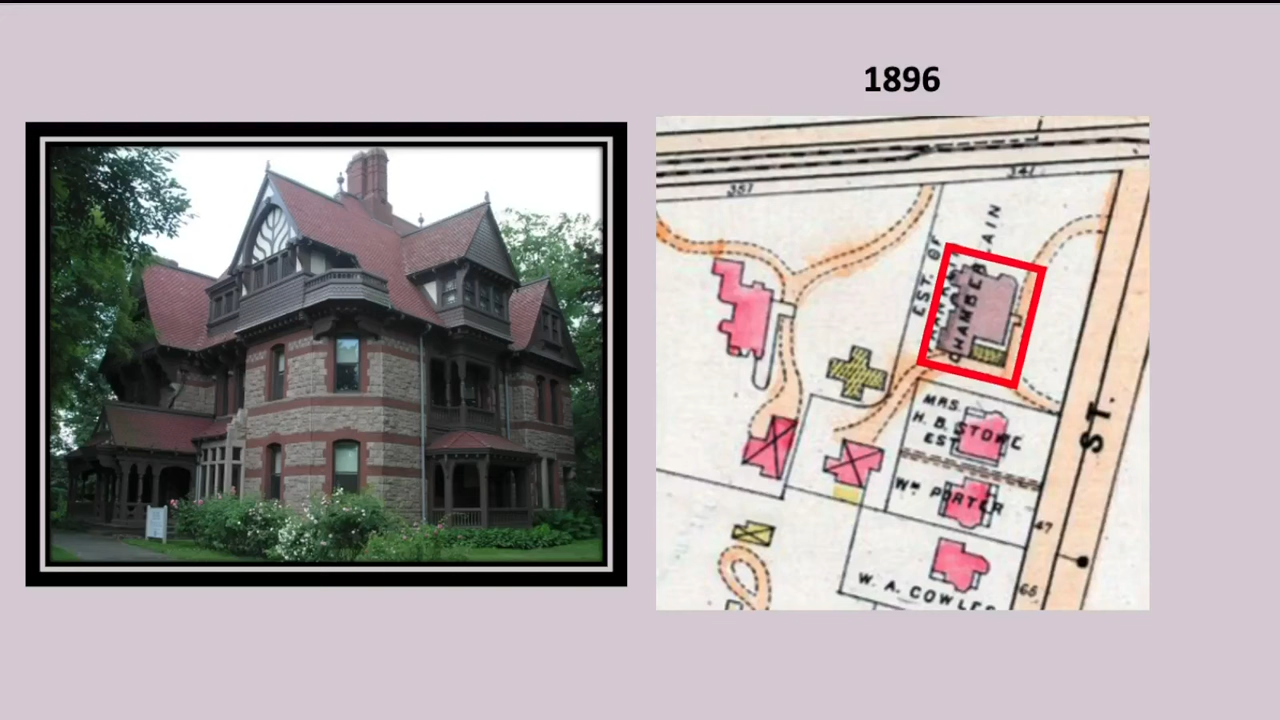 1896
351
341
EST. OF
CHAMBERLAIN
MRS.
H. B. STOWE
EST.
WM PORTER
47
W. A. COWLES
65
ST.